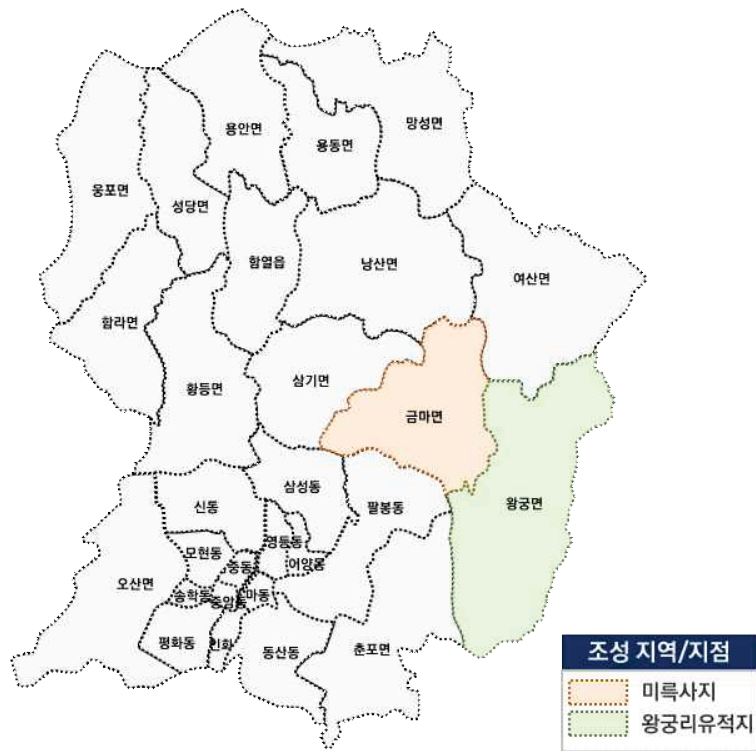 용안면
용동면
망성면
웅포면
성당면
함열읍
낭산면
여산면
함라면
황등면
삼기면
금마면
삼성동
신동
팔봉동
왕궁면
영등동
모현동
어양동
중동
오산면
송학동
중앙동
마동
평화동
인화
동산동
춘포면
조성 지역/지점
미륵사지
왕궁리유적지